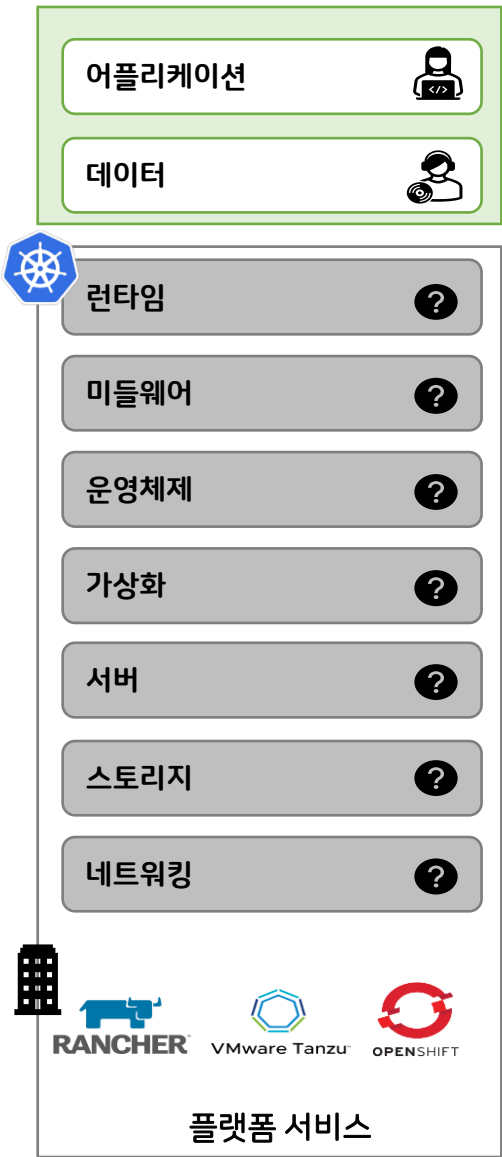 어플리케이션
</>
데이터
런타임
?
미들웨어
?
운영체제
?
가상화
?
서버
?
스토리지
?
네트워킹
?
RANCHER
VMware Tanzu
OPENSHIFT
플랫폼 서비스